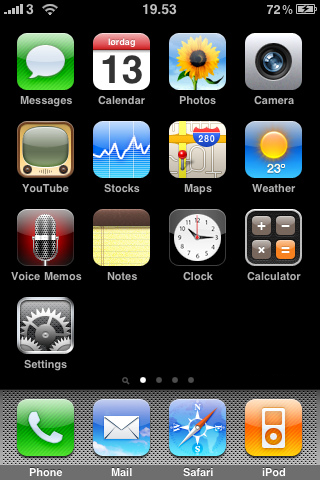 3 19.53 72%
lørdag
13
280
Messages Calendar Photos Camera
23°
YouTube Stocks Maps Weather
Voice Memos Notes Clock Calculator
Settings
Phone Mail Safari iPod